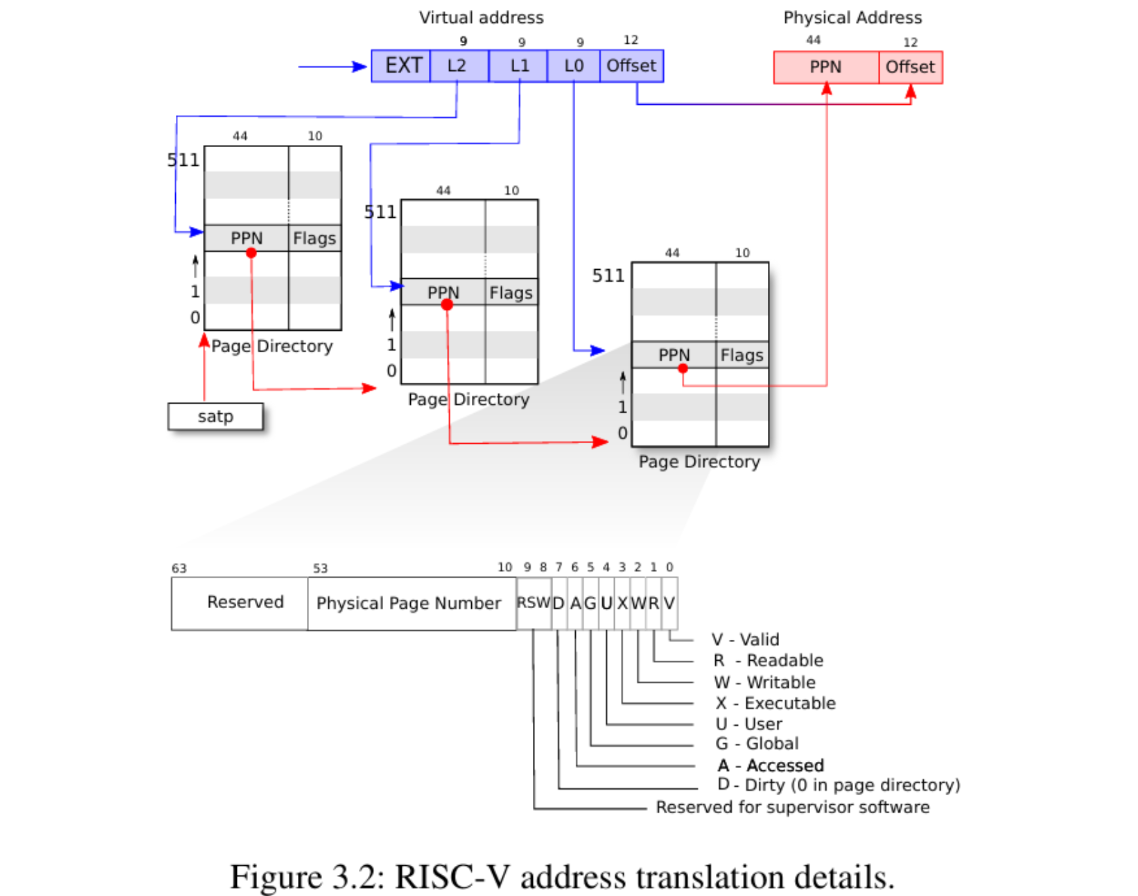 Virtual address
Physical Address
9 9 9 12
44 12
EXT L2 L1 L0 Offset
PPN Offset
44 10
511
PPN Flags
1
0
Page Directory
satp
44 10
511
PPN Flags
1
0
Page Directory
44 10
511
PPN Flags
1
0
Page Directory
63 53 10 9 8 7 6 5 4 3 2 1 0
Reserved Physical Page Number RSW D A G U X W R V
V - Valid
R - Readable
W - Writable
X - Executable
U - User
G - Global
A - Accessed
D - Dirty (0 in page directory)
Reserved for supervisor software
Figure 3.2: RISC-V address translation details.